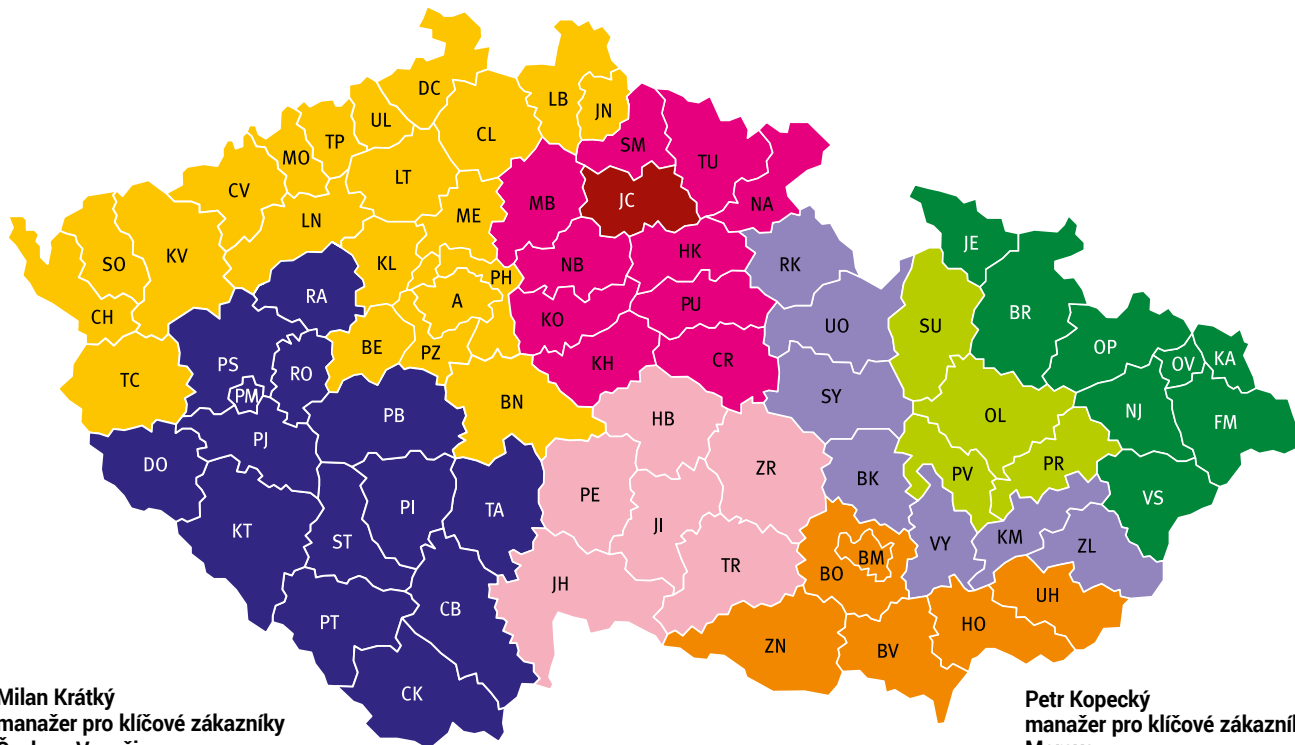 DC
LB
JN
UL
TP
CL
MO
SM
TU
CV
LT
MB
JC
NA
LN
ME
SO
KV
KL
PH
NB
HK
RK
JE
CH
RA
A
KO
PU
UO
SU
BR
OP
OV
KA
TC
PS
RO
BE
PZ
KH
CR
PM
BN
SY
PB
HB
OL
NJ
FM
DO
PJ
ZR
PV
PR
PE
BK
VS
KT
ST
PI
TA
JI
VY
KM
ZL
JH
TR
BO
BM
PT
CB
UH
HO
ZN
BV
CK
Milan Krátký
manažer pro klíčové zákazníky
Petr Kopecký
manažer pro klíčové